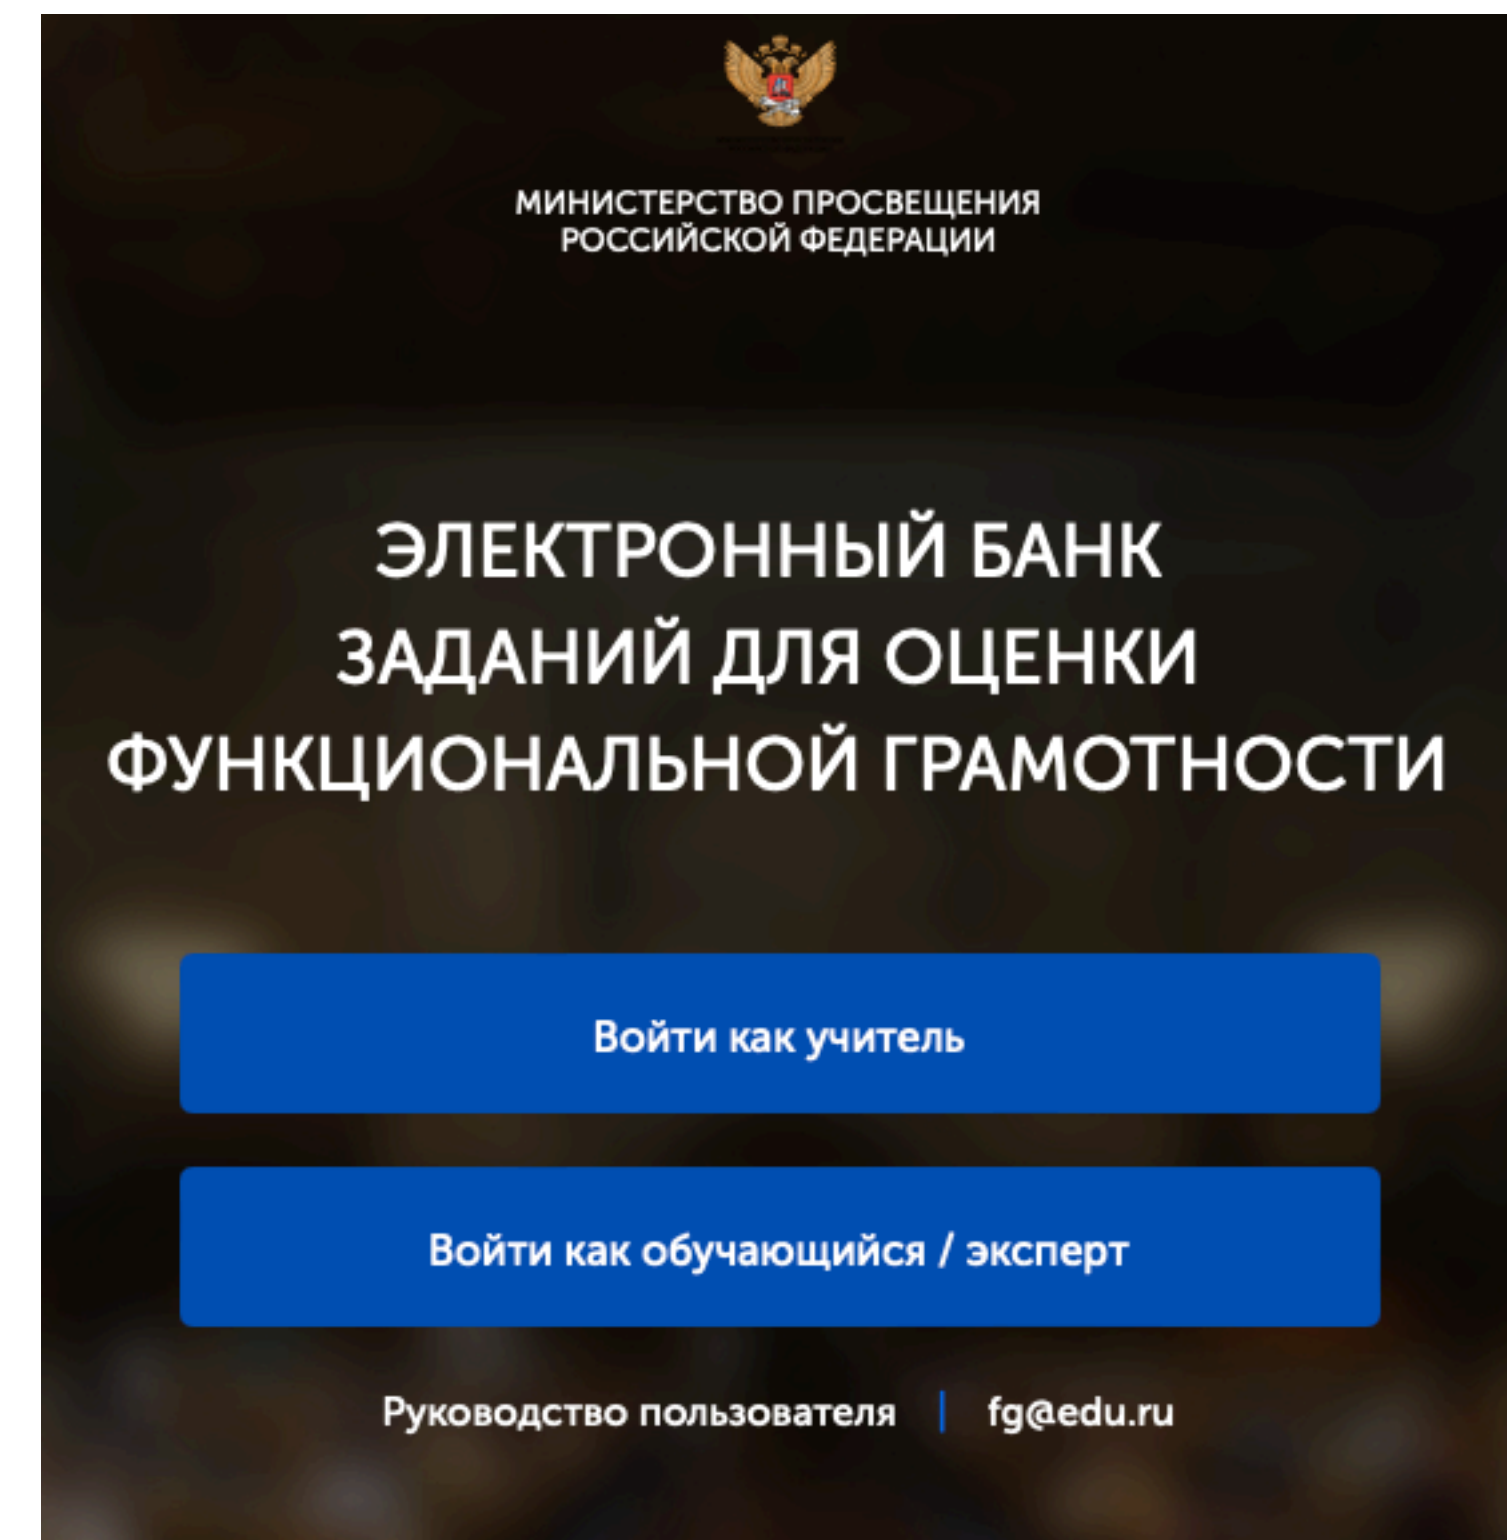 МИНИСТЕРСТВО ПРОСВЕЩЕНИЯ
РОССИЙСКОЙ ФЕДЕРАЦИИ
ЭЛЕКТРОННЫЙ БАНК
ЗАДАНИЙ ДЛЯ ОЦЕНКИ
ФУНКЦИОНАЛЬНОЙ ГРАМОТНОСТИ
Войти как учитель
Войти как обучающийся / эксперт
Руководство пользователя | fg@edu.ru